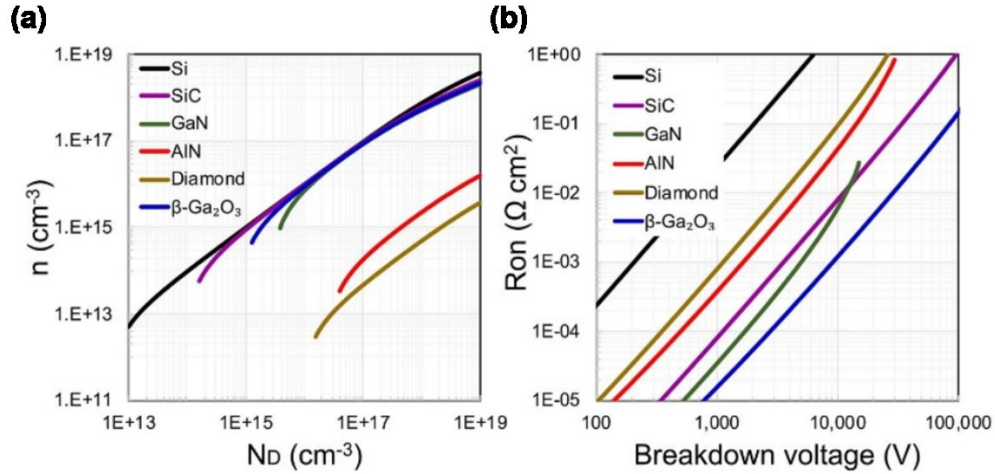 (a)
1.E+19
1.E+17
1.E+15
1.E+13
1.E+11
n (cm-3)
Si
SiC
GaN
AlN
Diamond
β-Ga₂O₃
1E+13 1E+15 1E+17 1E+19
ND (cm-3)
(b)
1E+00
1E-01
1E-02
1E-03
1E-04
1E-05
Ron (Ω cm2)
Si
SiC
GaN
AlN
Diamond
β-Ga₂O₃
100 1,000 10,000 100,000
Breakdown voltage (V)